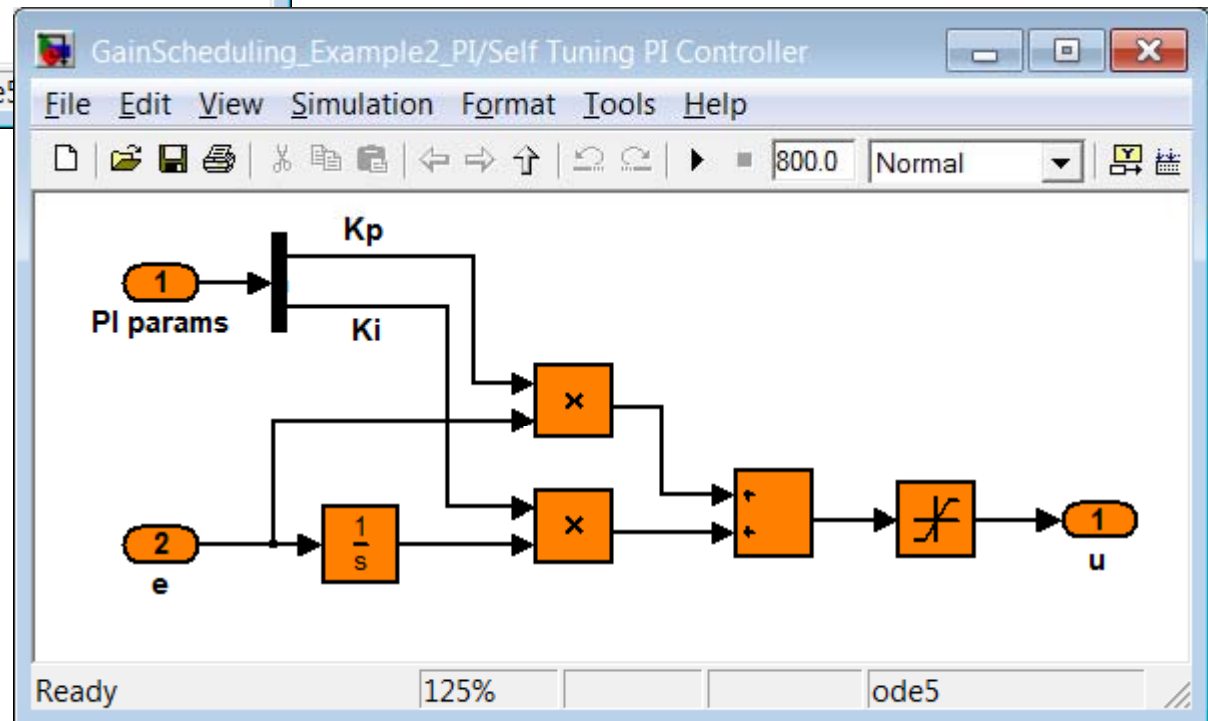 GainScheduling_Example2_PI/Self Tuning PI Controller
File Edit View Simulation Format Tools Help
800.0 Normal
Kp
1
PI params
Ki
×
1
s
×
2
e
+
+
1
u
Ready 125% ode5